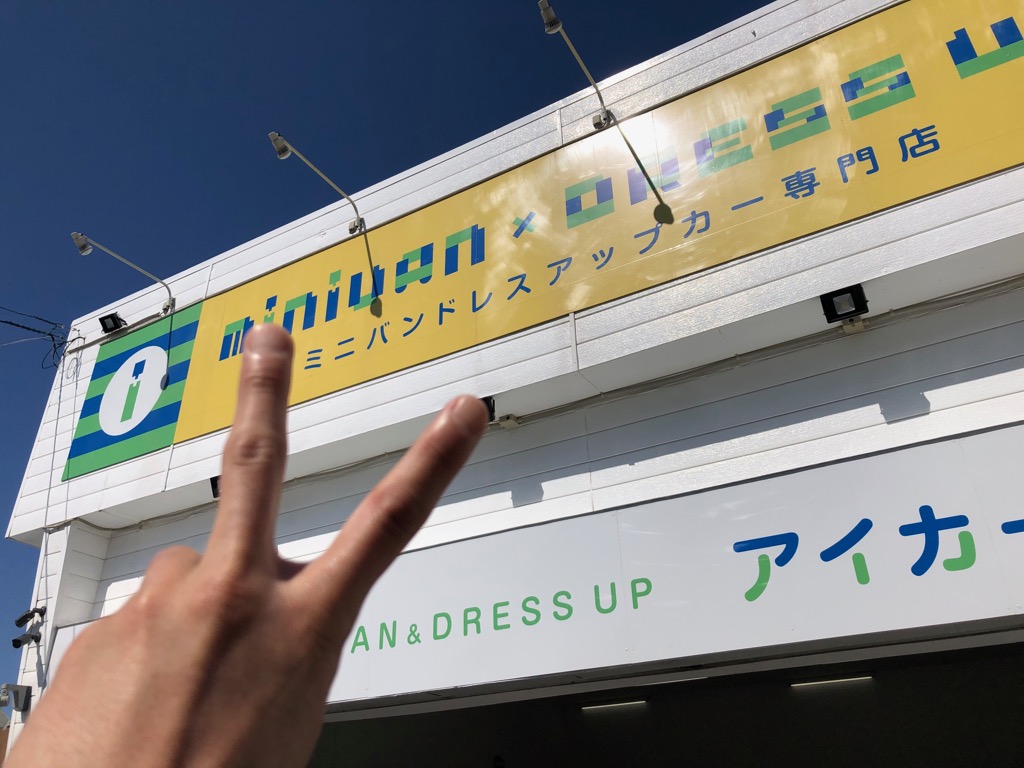 minivan × DRESS U
ミニバンドレスアップカー専門店
AN & DRESS UP アイカー